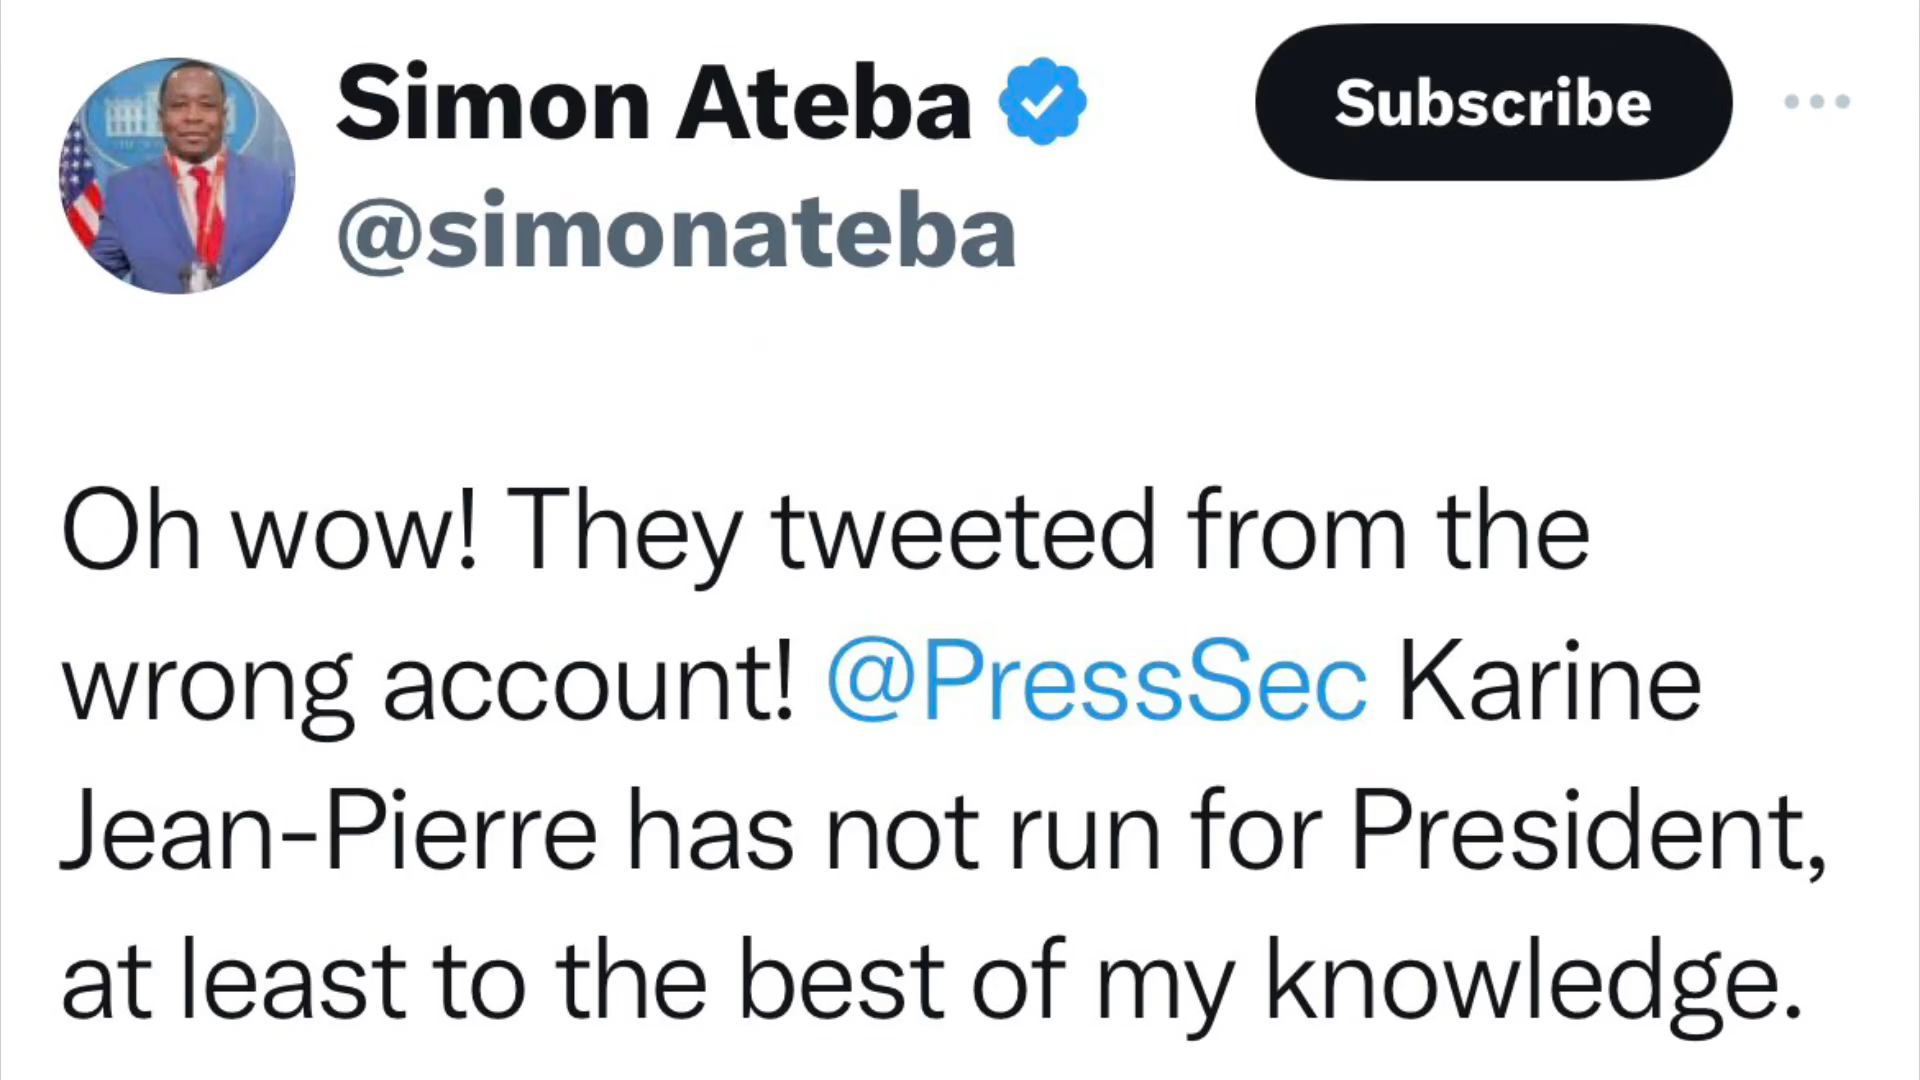 Simon Ateba
Subscribe
@simonateba
Oh wow! They tweeted from the
wrong account! @PressSec Karine
Jean-Pierre has not run for President,
at least to the best of my knowledge.